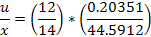 u/x = (12/14) * (0.20351/44.5912)